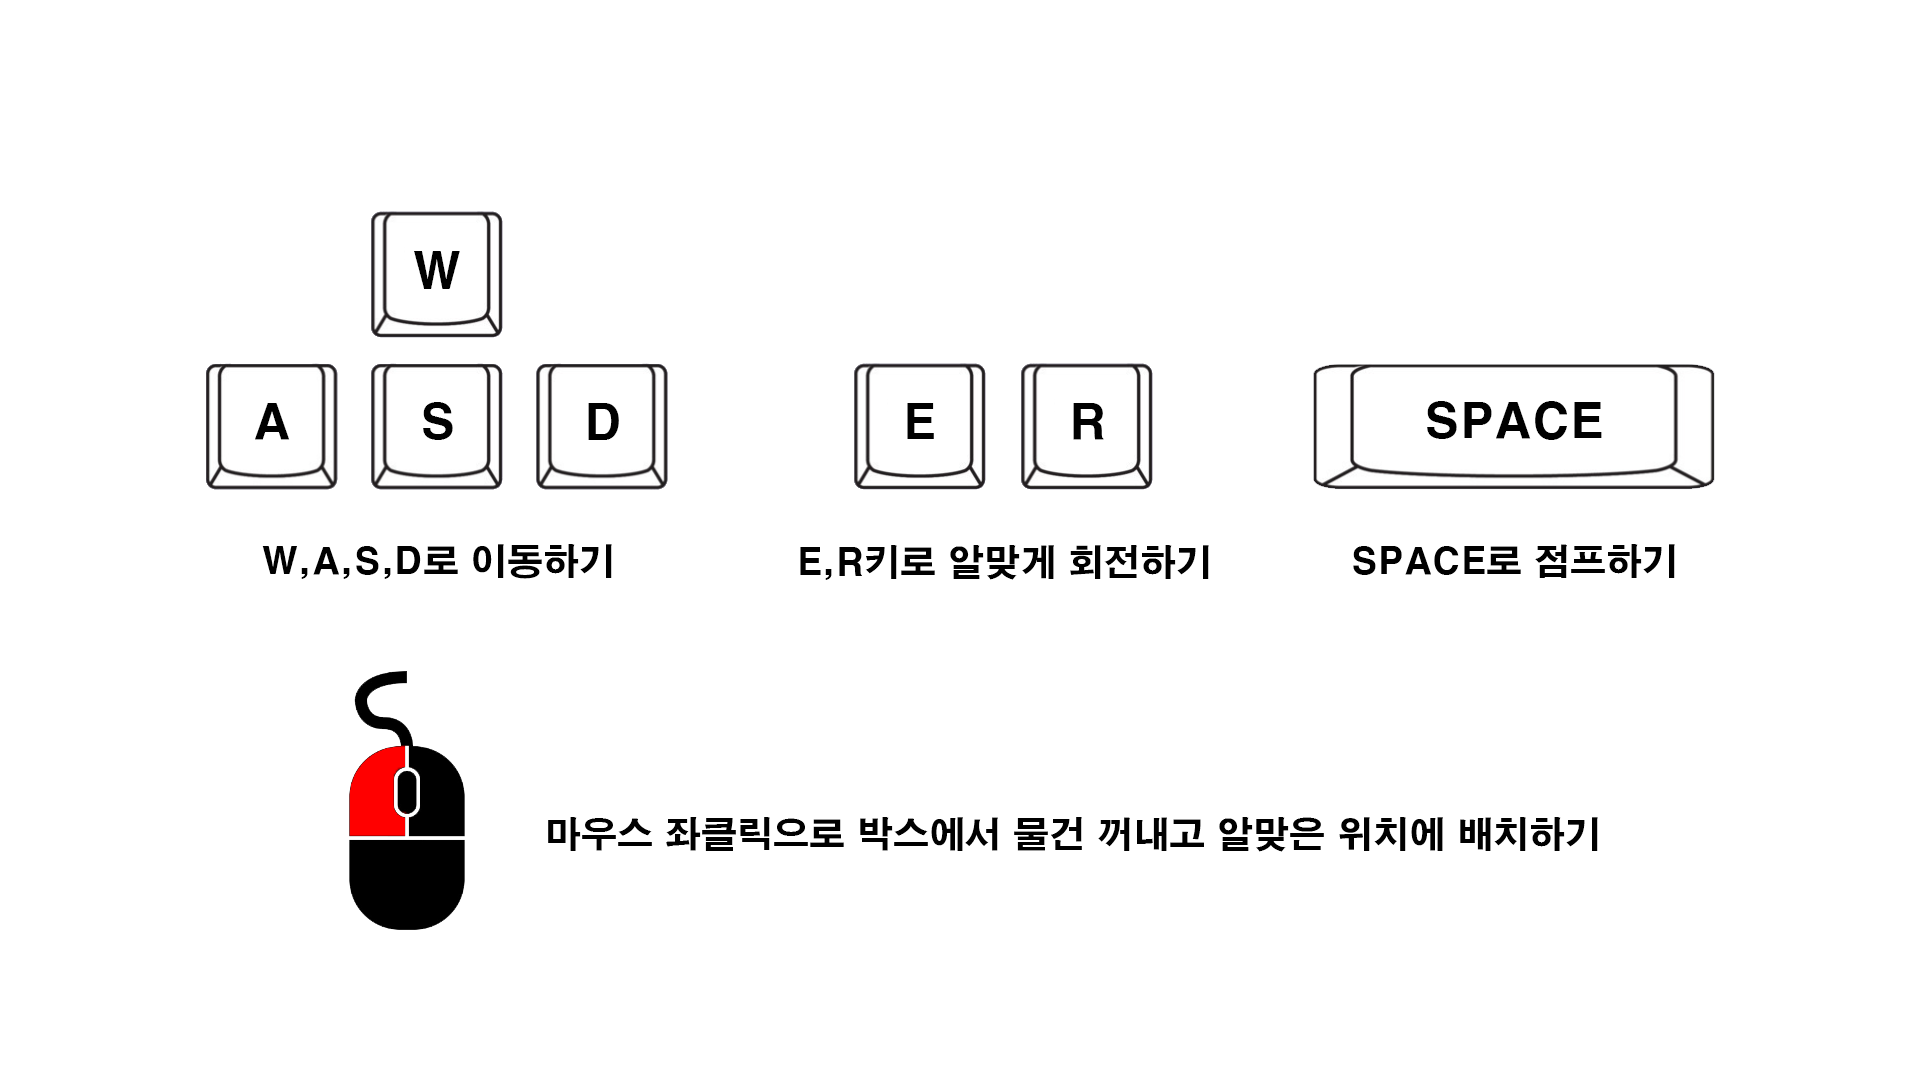 W
A S D
E R
SPACE
W,A,S,D로 이동하기
E,R키로 알맞게 회전하기
SPACE로 점프하기
마우스 좌클릭으로 박스에서 물건 꺼내고 알맞은 위치에 배치하기